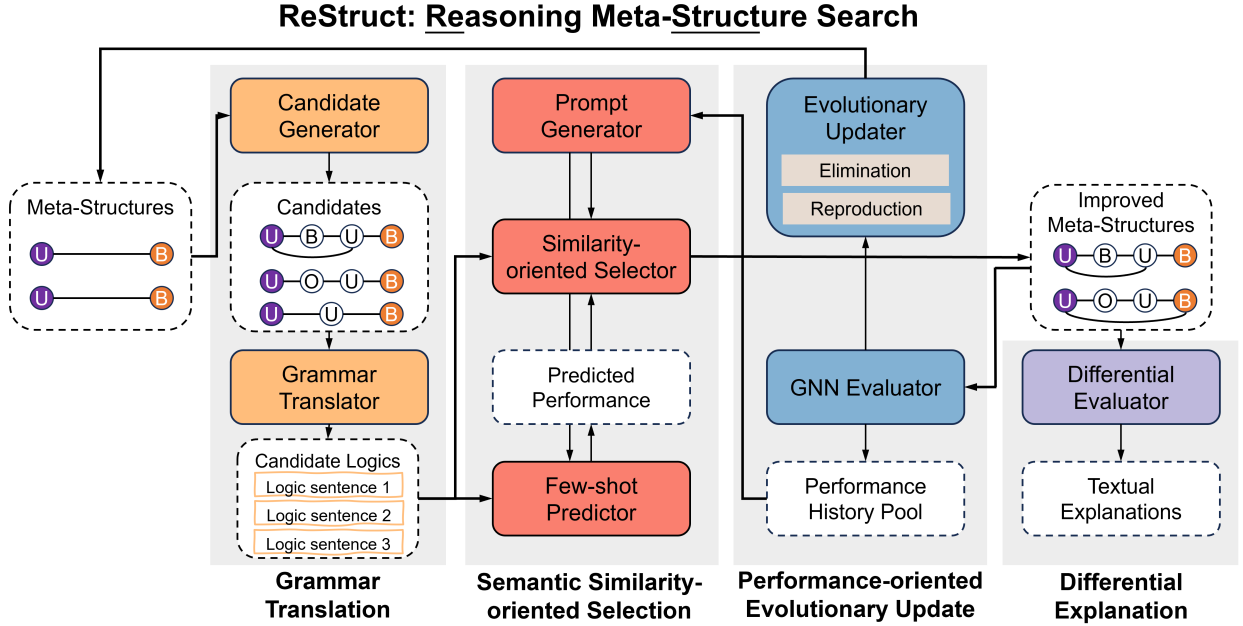 ReStruct: Reasoning Meta-Structure Search
Meta-Structures
U B
U B
Candidate
Generator
Candidates
U B U B
U O U B
U U B
Grammar
Translator
Candidate Logics
Logic sentence 1
Logic sentence 2
Logic sentence 3
Grammar
Translation
Prompt
Generator
Similarity-
oriented Selector
Predicted
Performance
Few-shot
Predictor
Semantic Similarity-
oriented Selection
Evolutionary
Updater
Elimination
Reproduction
GNN Evaluator
Performance
History Pool
Performance-oriented
Evolutionary Update
Improved
Meta-Structures
U B U B
U O U B
Differential
Evaluator
Textual
Explanations
Differential
Explanation